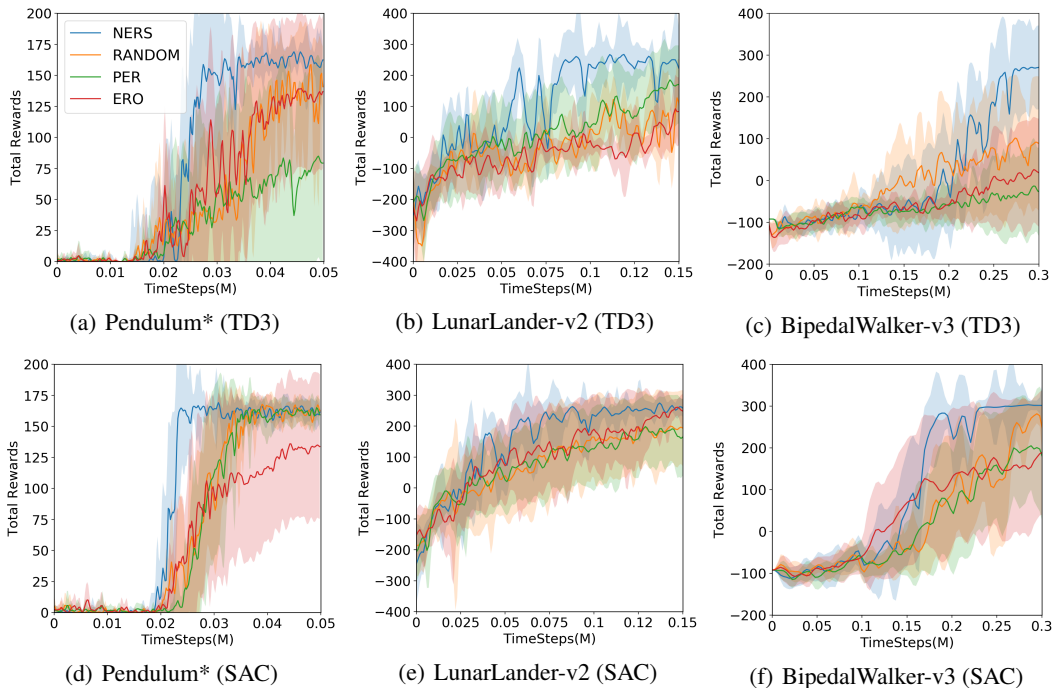 200
175
150
125
100
75
50
25
0
Total Rewards
NERS
RANDOM
PER
ERO
0 0.01 0.02 0.03 0.04 0.05
TimeSteps(M)
(a) Pendulum* (TD3)
400
300
200
100
0
−100
−200
−300
−400
Total Rewards
0 0.025 0.05 0.075 0.1 0.125 0.15
TimeSteps(M)
(b) LunarLander-v2 (TD3)
400
300
200
100
0
−100
−200
Total Rewards
0 0.05 0.1 0.15 0.2 0.25 0.3
TimeSteps(M)
(c) BipedalWalker-v3 (TD3)
200
175
150
125
100
75
50
25
0
Total Rewards
0 0.01 0.02 0.03 0.04 0.05
TimeSteps(M)
(d) Pendulum* (SAC)
400
300
200
100
0
−100
−200
−300
−400
Total Rewards
0 0.025 0.05 0.075 0.1 0.125 0.15
TimeSteps(M)
(e) LunarLander-v2 (SAC)
400
300
200
100
0
−100
−200
Total Rewards
0 0.05 0.1 0.15 0.2 0.25 0.3
TimeSteps(M)
(f) BipedalWalker-v3 (SAC)